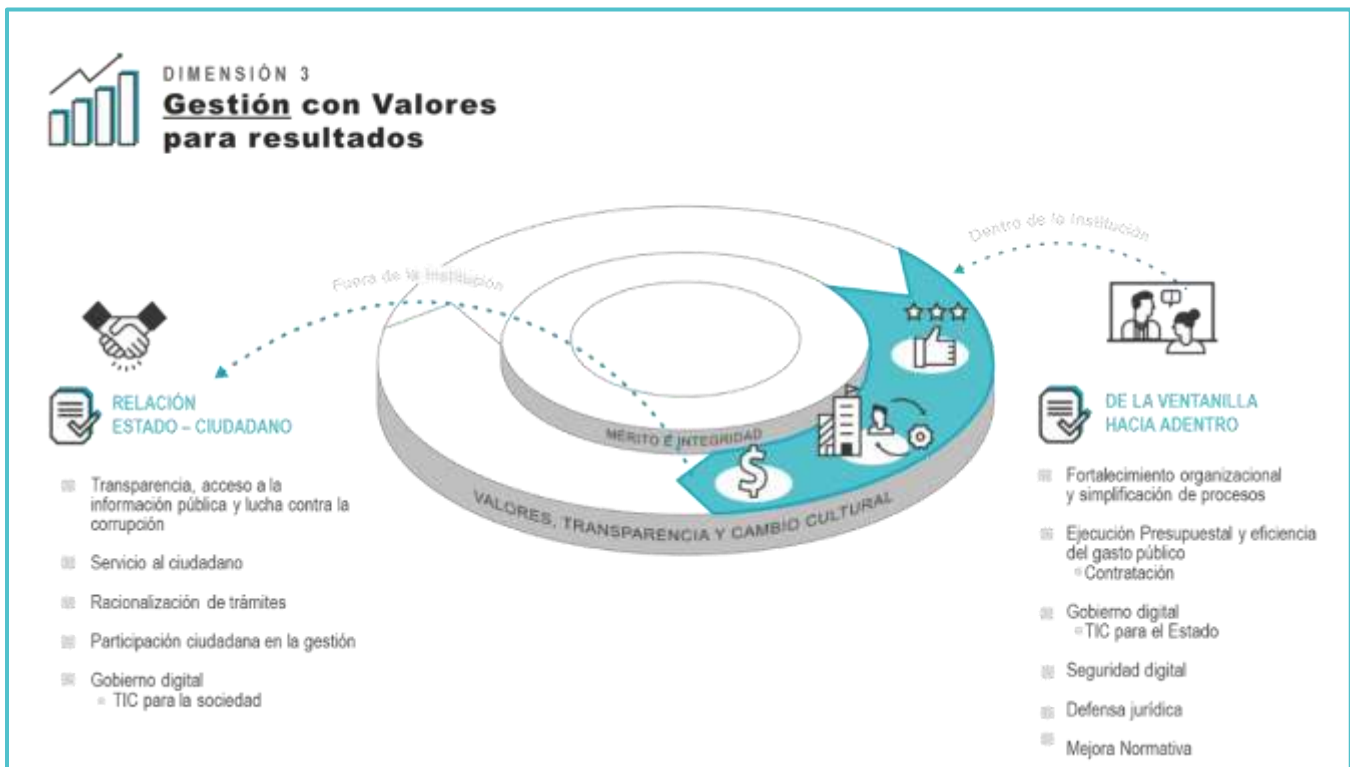 DIMENSIÓN 3
Gestión con Valores
para resultados
Fuera de la Institución
Dentro de la Institución
MÉRITO E INTEGRIDAD
VALORES, TRANSPARENCIA Y CAMBIO CULTURAL
RELACIÓN
ESTADO – CIUDADANO
Transparencia, acceso a la
información pública y lucha contra la
corrupción
Servicio al ciudadano
Racionalización de trámites
Participación ciudadana en la gestión
Gobierno digital
TIC para la sociedad
DE LA VENTANILLA
HACIA ADENTRO
Fortalecimiento organizacional
y simplificación de procesos
Ejecución Presupuestal y eficiencia
del gasto público
Contratación
Gobierno digital
TIC para el Estado
Seguridad digital
Defensa jurídica
Mejora Normativa